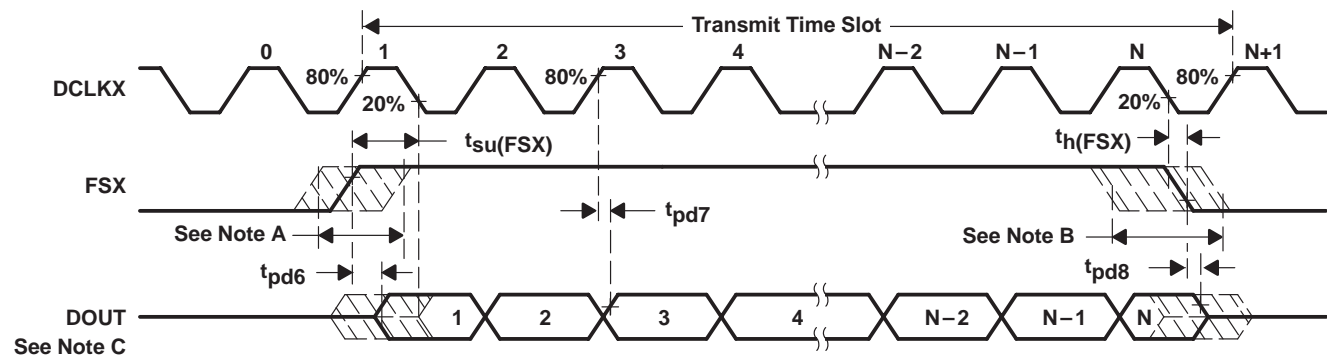 Transmit Time Slot
0 1 2 3 4 N−2 N−1 N N+1
80% 80% 80%
DCLKX
20% 20%
tsu(FSX) th(FSX)
FSX
tpd7
See Note A See Note B
tpd6 tpd8
DOUT 1 2 3 4 N−2 N−1 N
See Note C